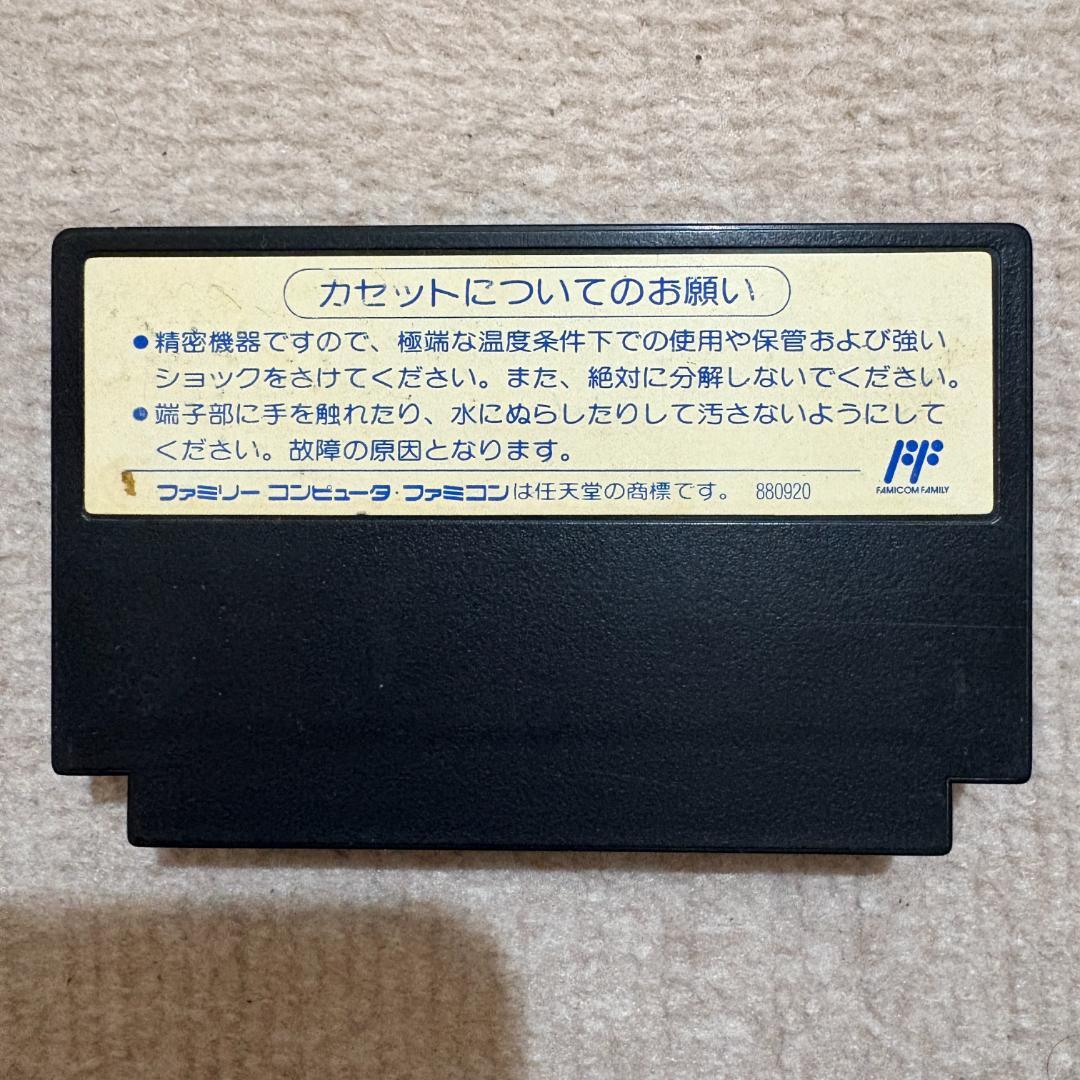 カセットについてのお願い
●精密機器ですので、極端な温度条件下での使用や保管および強い
ショックをさけてください。また、絶対に分解しないでください。
●端子部に手を触れたり、水にぬらしたりして汚さないようにして
ください。故障の原因となります。
ファミリー コンピュータ・ファミコンは任天堂の商標です。 880920
FAMICOM FAMILY